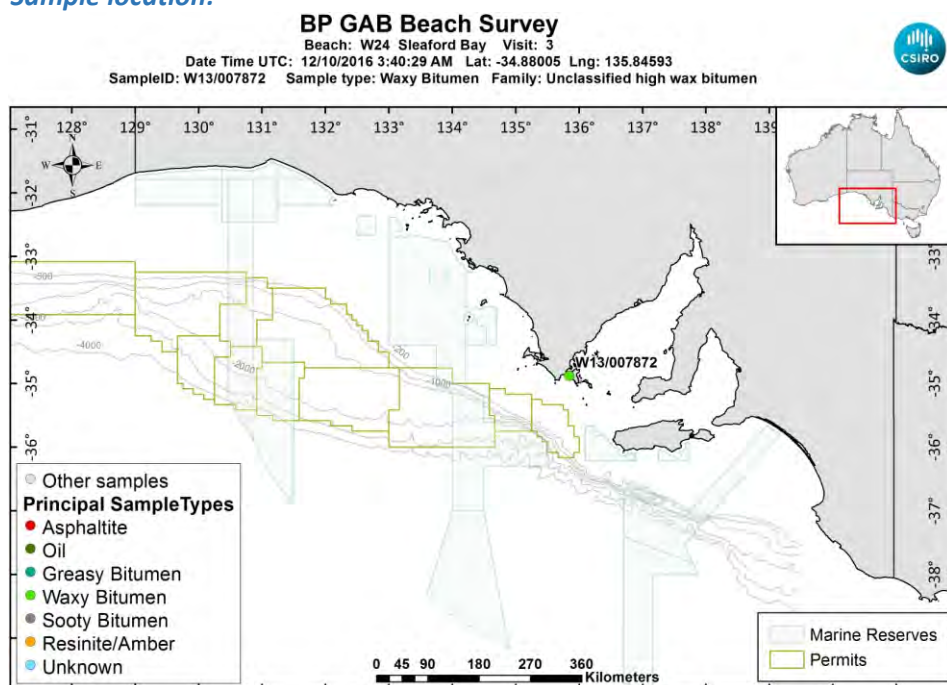 Sample location:
BP GAB Beach Survey
Beach: W24 Sleaford Bay Visit: 3
Date Time UTC: 12/10/2016 3:40:29 AM Lat: -34.88005 Lng: 135.84593
SampleID: W13/007872 Sample type: Waxy Bitumen Family: Unclassified high wax bitumen
CSIRO
128° 129° 130° 131° 132° 133° 134° 135° 136° 137° 138° 139°
-31° -31°
N
W E
S
-32°
-33° -33°
-200
-34° -34°
-4000
-200
-2000
-1000
W13/007872
-35° -35°
-36° -36°
-37°
-38°
Other samples
Principal SampleTypes
Asphaltite
Oil
Greasy Bitumen
Waxy Bitumen
Sooty Bitumen
Resinite/Amber
Unknown
Marine Reserves
Permits
0 45 90 180 270 360
Kilometers